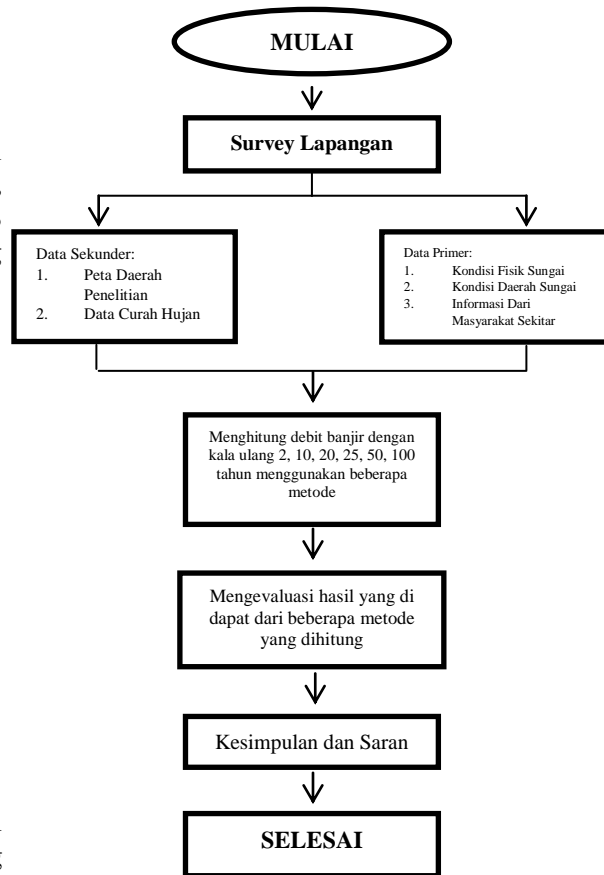 MULAI
Survey Lapangan
Data Sekunder:
1. Peta Daerah
Penelitian
2. Data Curah Hujan
Data Primer:
1. Kondisi Fisik Sungai
2. Kondisi Daerah Sungai
3. Informasi Dari
Masyarakat Sekitar
Menghitung debit banjir dengan
kala ulang 2, 10, 20, 25, 50, 100
tahun menggunakan beberapa
metode
Mengevaluasi hasil yang di
dapat dari beberapa metode
yang dihitung
Kesimpulan dan Saran
SELESAI